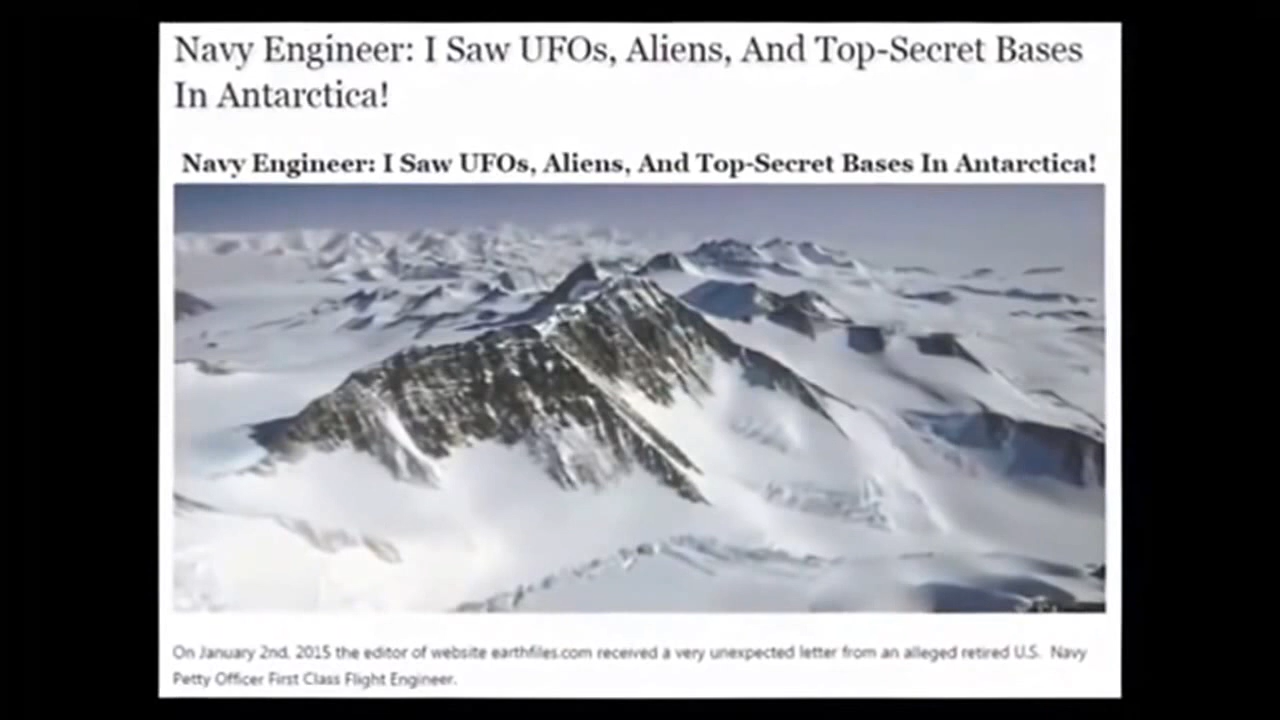 Navy Engineer: I Saw UFOs, Aliens, And Top-Secret Bases
In Antarctica!
Navy Engineer: I Saw UFOs, Aliens, And Top-Secret Bases In Antarctica!
On January 2nd, 2015 the editor of website earthfiles.com received a very unexpected letter from an alleged retired U.S. Navy
Petty Officer First Class Flight Engineer.